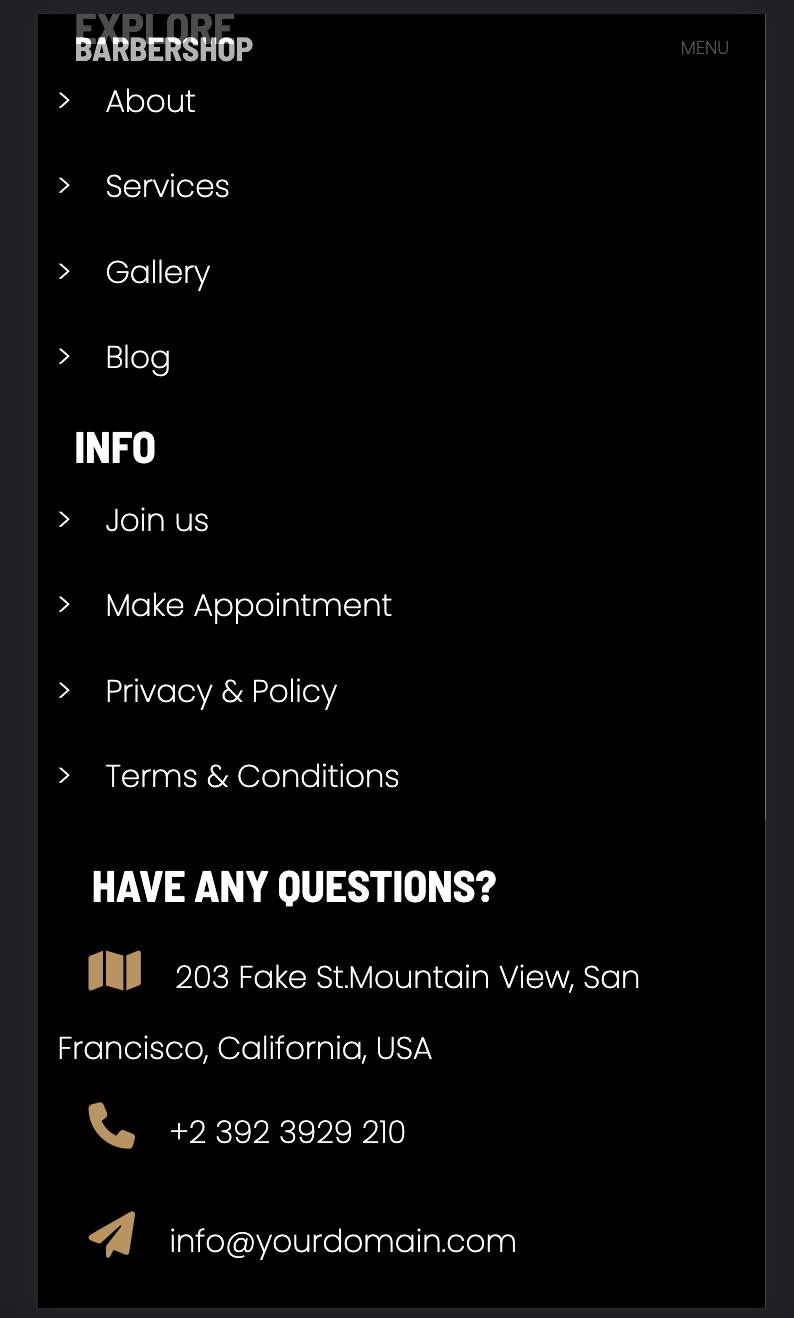 EXPLORE
BARBERSHOP
MENU
> About
> Services
> Gallery
> Blog
INFO
> Join us
> Make Appointment
> Privacy & Policy
> Terms & Conditions
HAVE ANY QUESTIONS?
203 Fake St.Mountain View, San
Francisco, California, USA
+2 392 3929 210
info@yourdomain.com